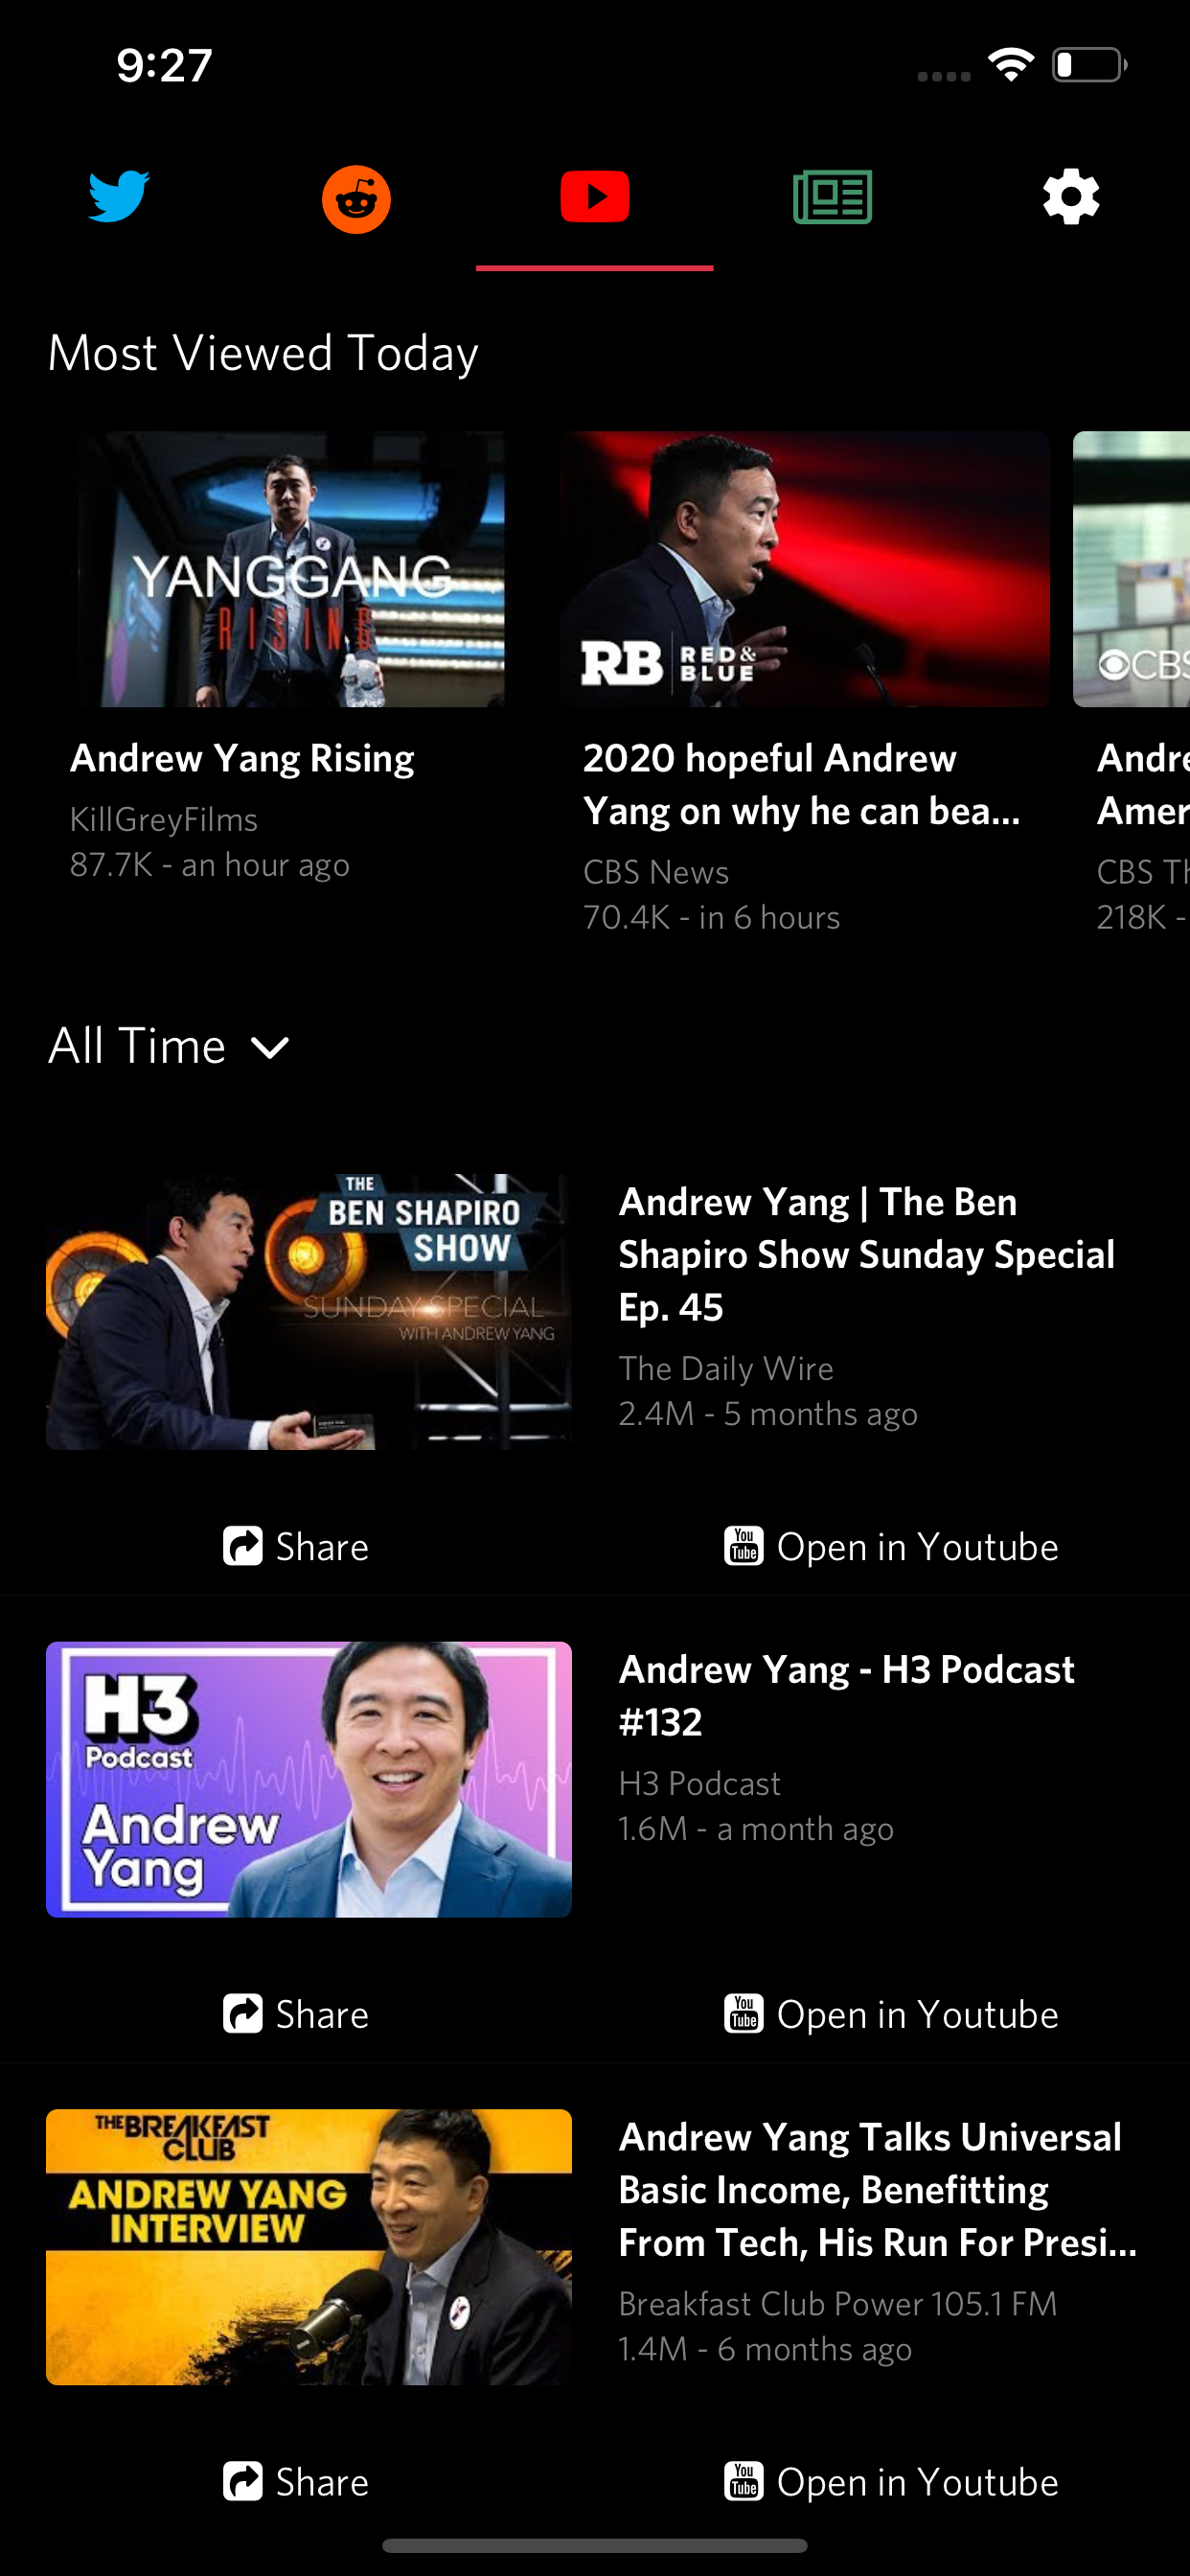 9:27
Most Viewed Today
YANGGANG
RISING
RB RED &
BLUE
CBS
Andrew Yang Rising
KillGreyFilms
87.7K - an hour ago
2020 hopeful Andrew
Yang on why he can bea...
CBS News
70.4K - in 6 hours
Andre
Amer
CBS Th
218K -
All Time
THE
BEN SHAPIRO
SHOW
SUNDAY SPECIAL
WITH ANDREW YANG
Andrew Yang | The Ben
Shapiro Show Sunday Special
Ep. 45
The Daily Wire
2.4M - 5 months ago
Share
You
Tube
Open in Youtube
H3
Podcast
Andrew
Yang
Andrew Yang - H3 Podcast
#132
H3 Podcast
1.6M - a month ago
Share
You
Tube
Open in Youtube
THE BREAKFAST
CLUB
ANDREW YANG
INTERVIEW
Andrew Yang Talks Universal
Basic Income, Benefitting
From Tech, His Run For Presi...
Breakfast Club Power 105.1 FM
1.4M - 6 months ago
Share
You
Tube
Open in Youtube